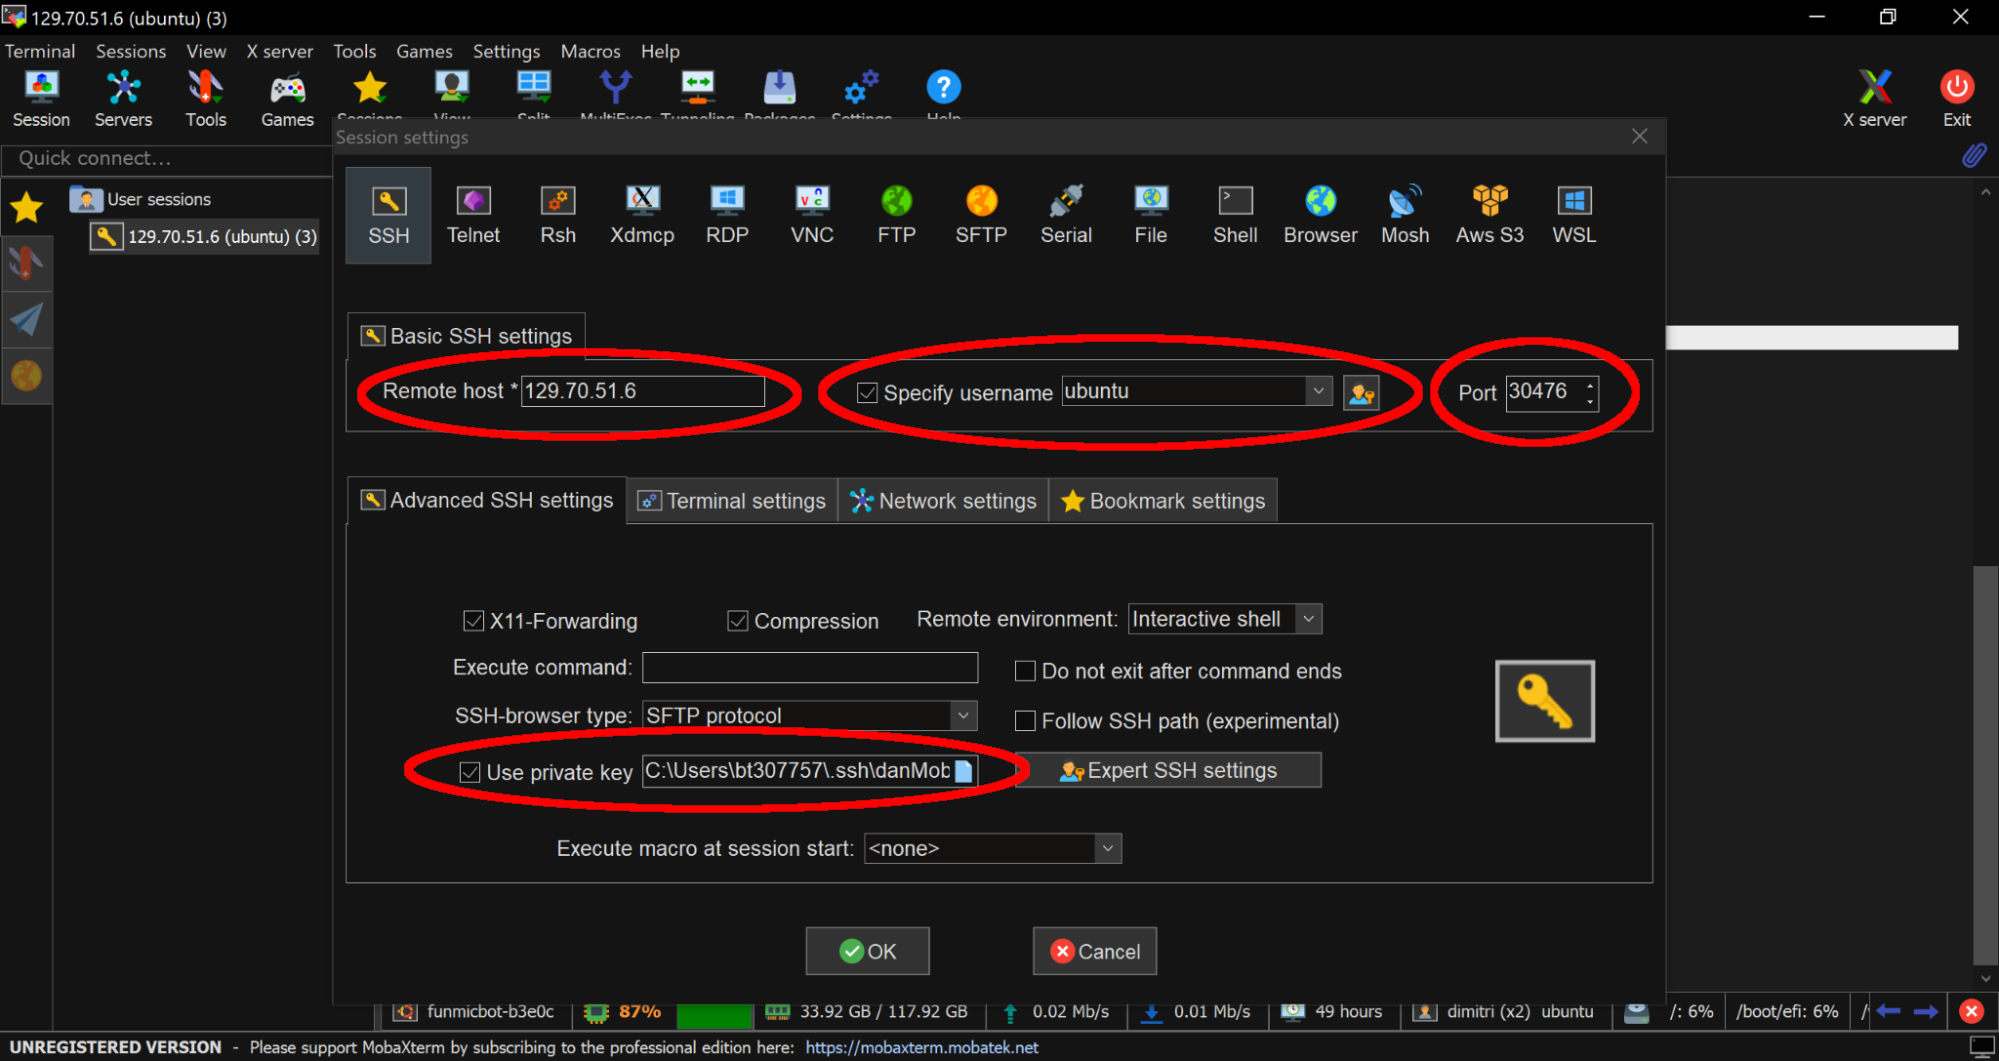 129.70.51.6 (ubuntu) (3)
Terminal Sessions View X server Tools Games Settings Macros Help
Session Servers Tools Games Sessions View Split MultiExec Tunneling Packages Settings Help X server Exit
Quick connect...
Session settings
User sessions
129.70.51.6 (ubuntu) (3)
SSH Telnet Rsh Xdmcp RDP VNC FTP SFTP Serial File Shell Browser Mosh Aws S3 WSL
Basic SSH settings
Remote host * 129.70.51.6 Specify username ubuntu Port 30476
Advanced SSH settings Terminal settings Network settings Bookmark settings
X11-Forwarding Compression Remote environment: Interactive shell
Execute command: Do not exit after command ends
SSH-browser type: SFTP protocol Follow SSH path (experimental)
Use private key C:\Users\bt307757\.ssh\danMob Expert SSH settings
Execute macro at session start: <none>
OK Cancel
funmicbot-b3e0c 87% 33.92 GB / 117.92 GB 0.02 Mb/s 0.01 Mb/s 49 hours dimitri (x2) ubuntu /: 6% /boot/efi: 6% /
UNREGISTERED VERSION - Please support MobaXterm by subscribing to the professional edition here: https://mobaxterm.mobatek.net